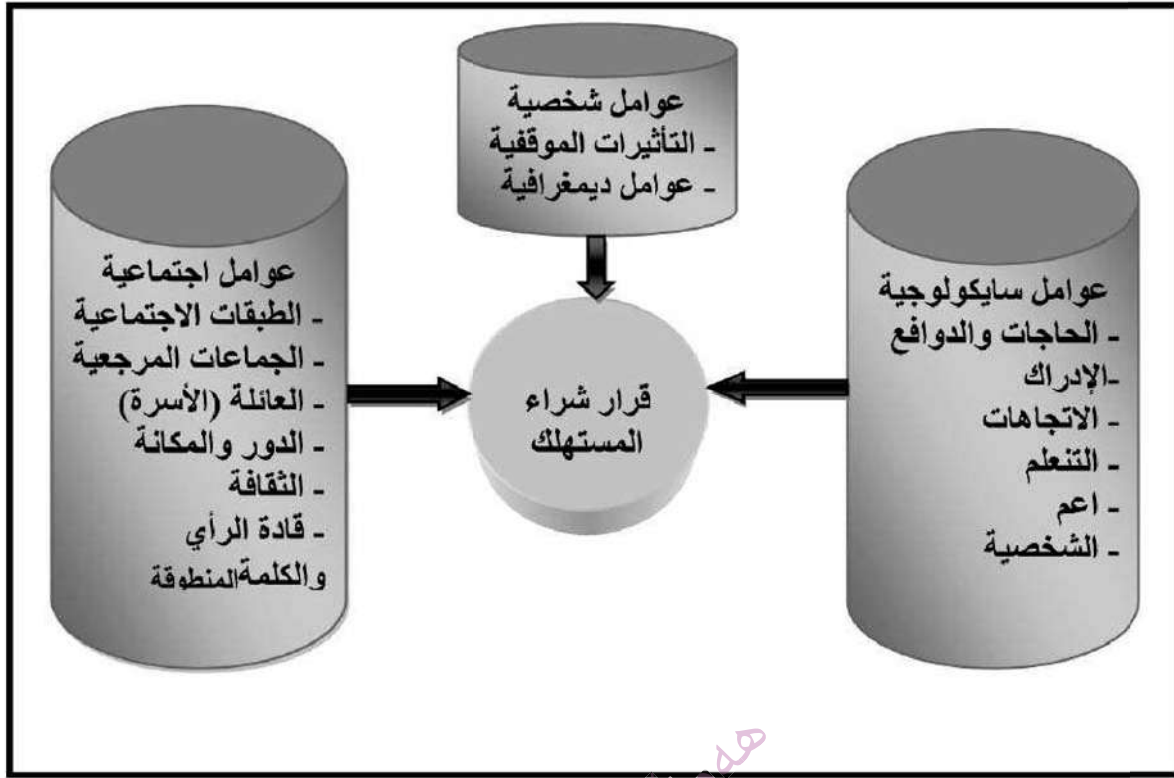 عوامل شخصية
- التأثيرات الموقفية
- عوامل ديمغرافية
عوامل سايكولوجية
- الحاجات والدوافع
-الإدراك
- الاتجاهات
- التنعلم
- اعم
- الشخصية
قرار شراء
المستهلك
عوامل اجتماعية
- الطبقات الاجتماعية
- الجماعات المرجعية
- العائلة (الأسرة)
- الدور والمكانة
- الثقافة
- قادة الرأي
والكلمة المنطوقة